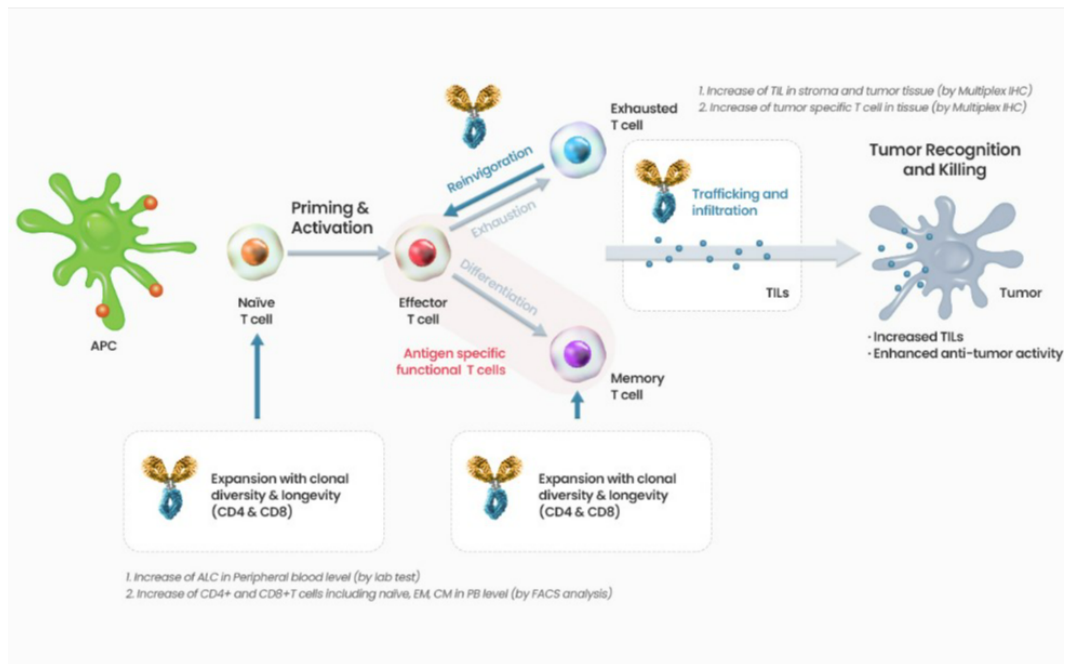 1. Increase of TIL in stroma and tumor tissue (by Multiplex IHC)
2. Increase of tumor specific T cell in tissue (by Multiplex IHC)
Exhausted
T cell
Tumor Recognition
and Killing
Reinvigoration
Exhaustion
Trafficking and
infiltration
Priming &
Activation
Differentiation
TILs
Tumor
Naïve
T cell
Effector
T cell
APC
· Increased TILs
· Enhanced anti-tumor activity
Antigen specific
functional T cells
Memory
T cell
Expansion with clonal
diversity & longevity
(CD4 & CD8)
Expansion with clonal
diversity & longevity
(CD4 & CD8)
1. Increase of ALC in Peripheral blood level (by lab test)
2. Increase of CD4+ and CD8+T cells including naïve, EM, CM in PB level (by FACS analysis)